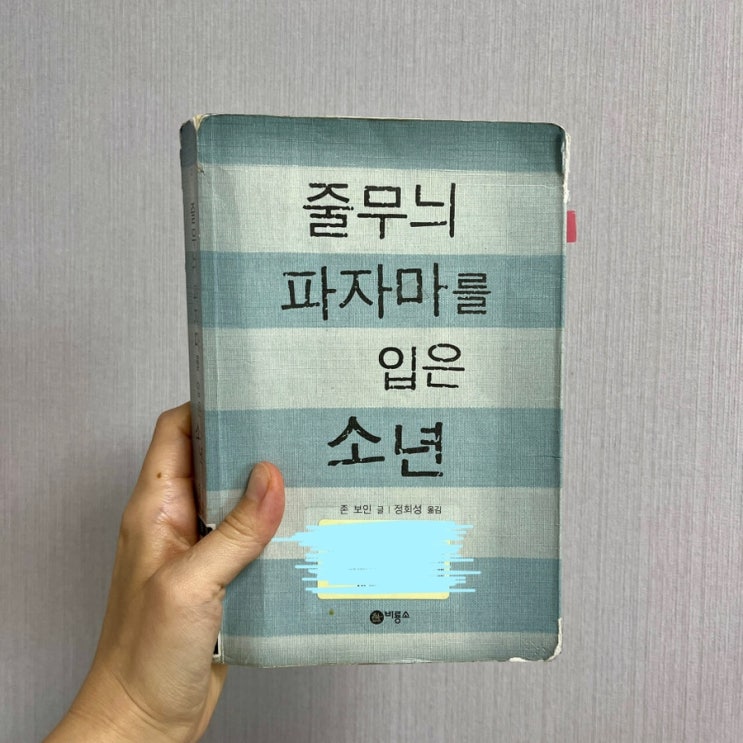 줄무늬
파자마를
입은
소년
존 보인 글 | 정회성 옮김
비룡소